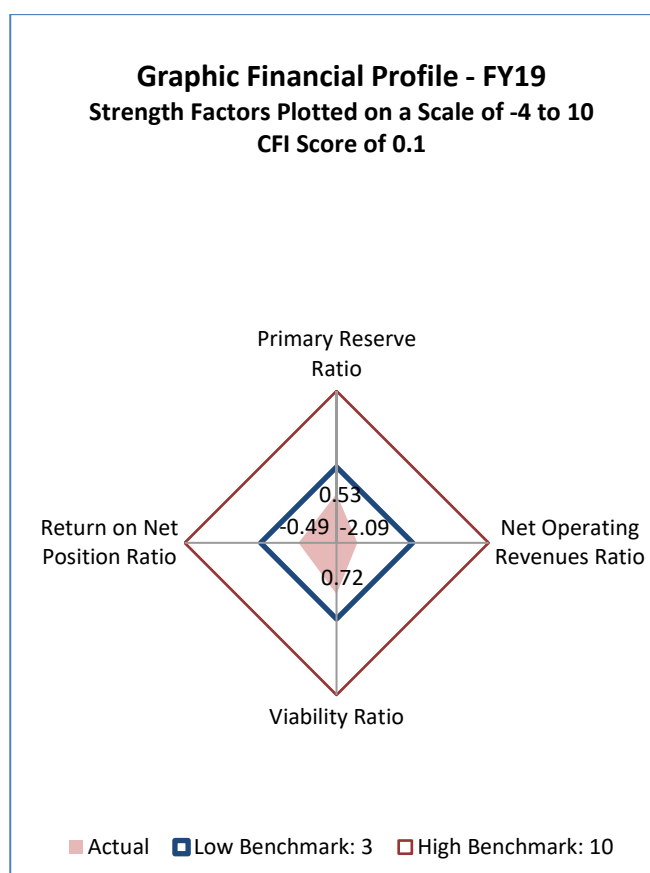 Graphic Financial Profile - FY19
Strength Factors Plotted on a Scale of -4 to 10
CFI Score of 0.1
Primary Reserve
Ratio
0.53
-0.49
-2.09
Return on Net
Position Ratio
Net Operating
Revenues Ratio
0.72
Viability Ratio
Actual
Low Benchmark: 3
High Benchmark: 10